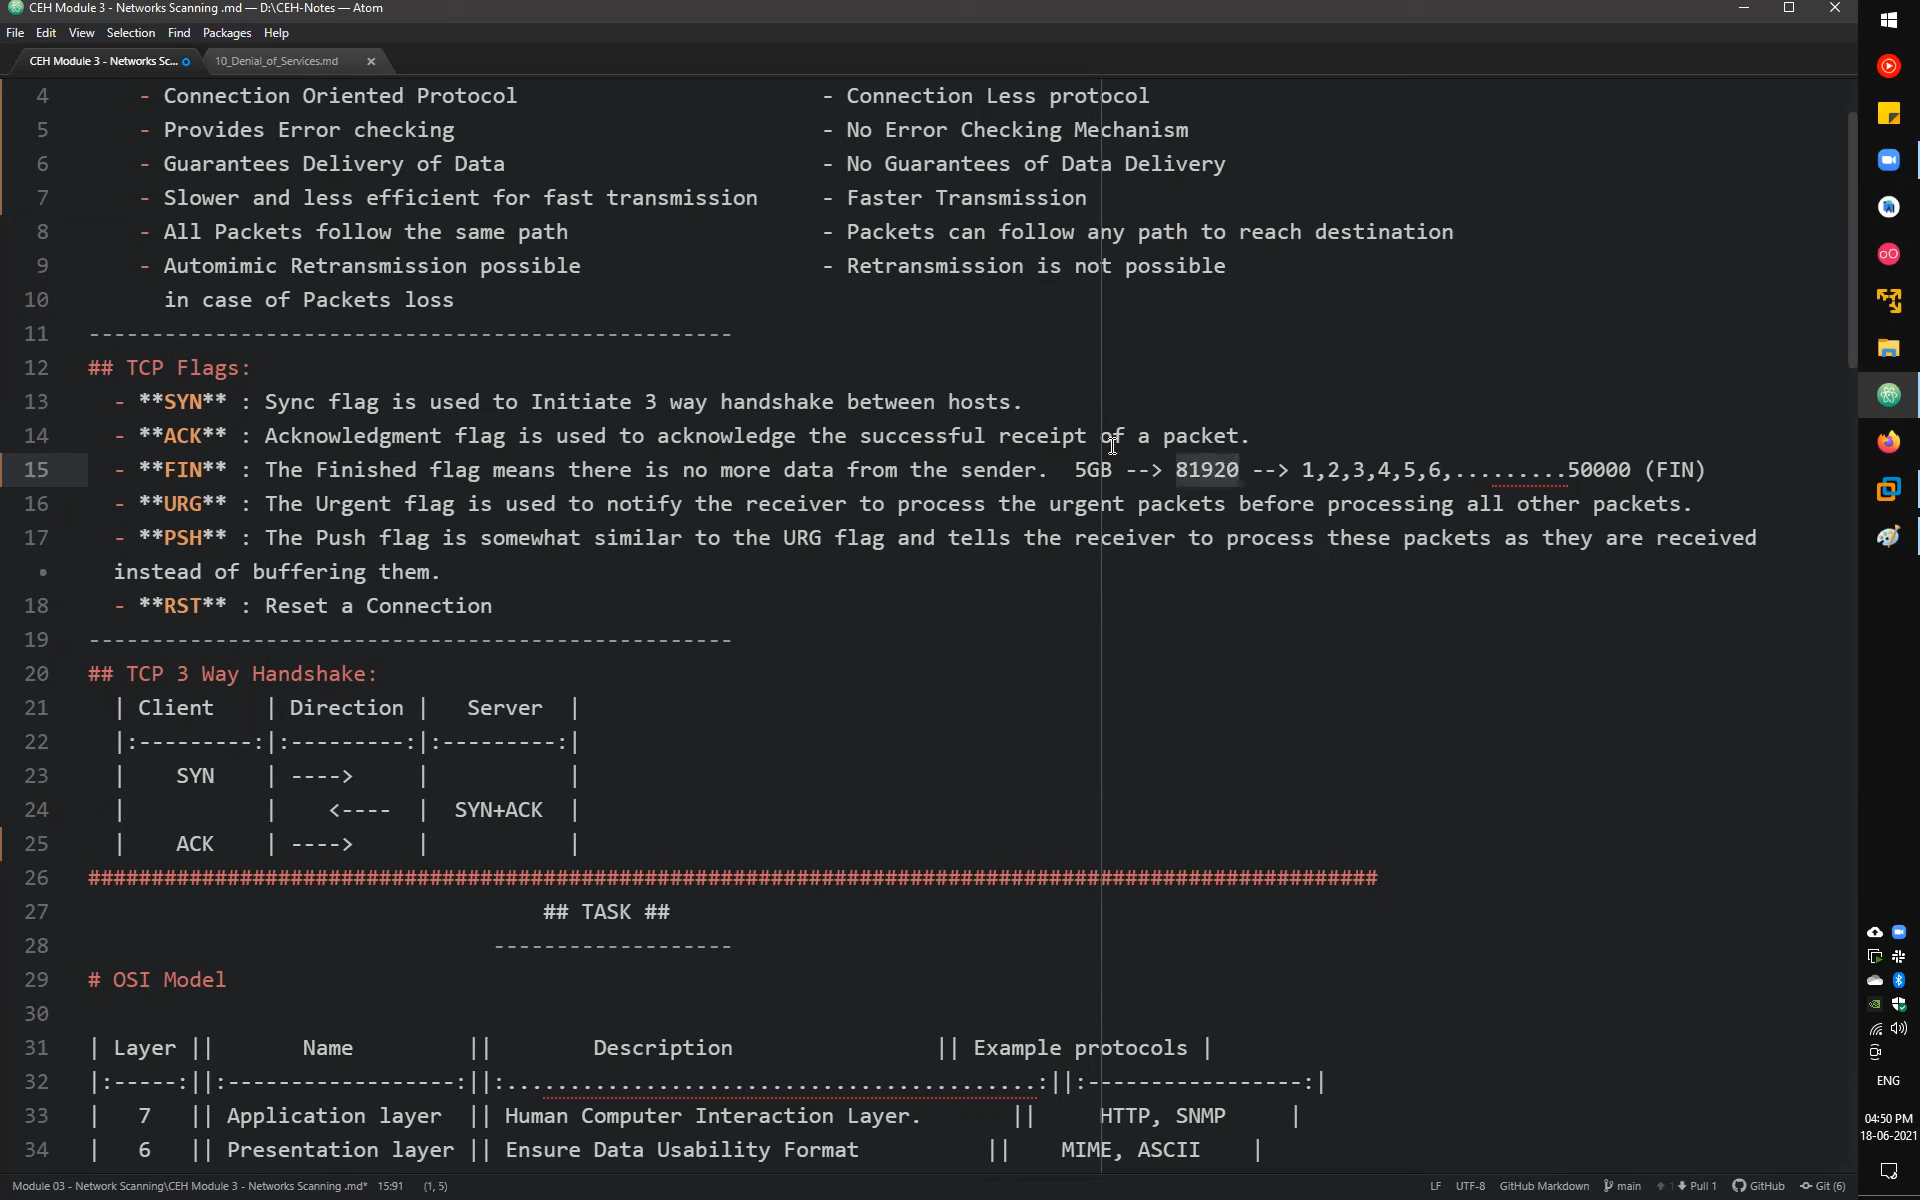 CEH Module 3 - Networks Scanning .md — D:\CEH-Notes — Atom
File Edit View Selection Find Packages Help
CEH Module 3 - Networks Sc... 10_Denial_of_Services.md
4 - Connection Oriented Protocol - Connection Less protocol
5 - Provides Error checking - No Error Checking Mechanism
6 - Guarantees Delivery of Data - No Guarantees of Data Delivery
7 - Slower and less efficient for fast transmission - Faster Transmission
8 - All Packets follow the same path - Packets can follow any path to reach destination
9 - Automimic Retransmission possible - Retransmission is not possible
10 in case of Packets loss
11 ---------------------------------------------------
12 ## TCP Flags:
13 - **SYN** : Sync flag is used to Initiate 3 way handshake between hosts.
14 - **ACK** : Acknowledgment flag is used to acknowledge the successful receipt of a packet.
15 - **FIN** : The Finished flag means there is no more data from the sender. 5GB --> 81920 --> 1,2,3,4,5,6,.........50000 (FIN)
16 - **URG** : The Urgent flag is used to notify the receiver to process the urgent packets before processing all other packets.
17 - **PSH** : The Push flag is somewhat similar to the URG flag and tells the receiver to process these packets as they are received
• instead of buffering them.
18 - **RST** : Reset a Connection
19 ---------------------------------------------------
20 ## TCP 3 Way Handshake:
21 | Client | Direction | Server |
22 |:---------:|:---------:|:---------:|
23 | SYN | ----> | |
24 | | <---- | SYN+ACK |
25 | ACK | ----> | |
26 ######################################################################################################
27 ## TASK ##
28 -------------------
29 # OSI Model
30
31 | Layer || Name || Description || Example protocols |
32 |:-----:||:------------------:||:..........................................:||:-----------------:|
33 | 7 || Application layer || Human Computer Interaction Layer. || HTTP, SNMP |
34 | 6 || Presentation layer || Ensure Data Usability Format || MIME, ASCII |
Module 03 - Network Scanning\CEH Module 3 - Networks Scanning .md* 15:91 (1, 5) LF UTF-8 GitHub Markdown main 1 Pull 1 GitHub Git (6)
ENG
04:50 PM
18-06-2021